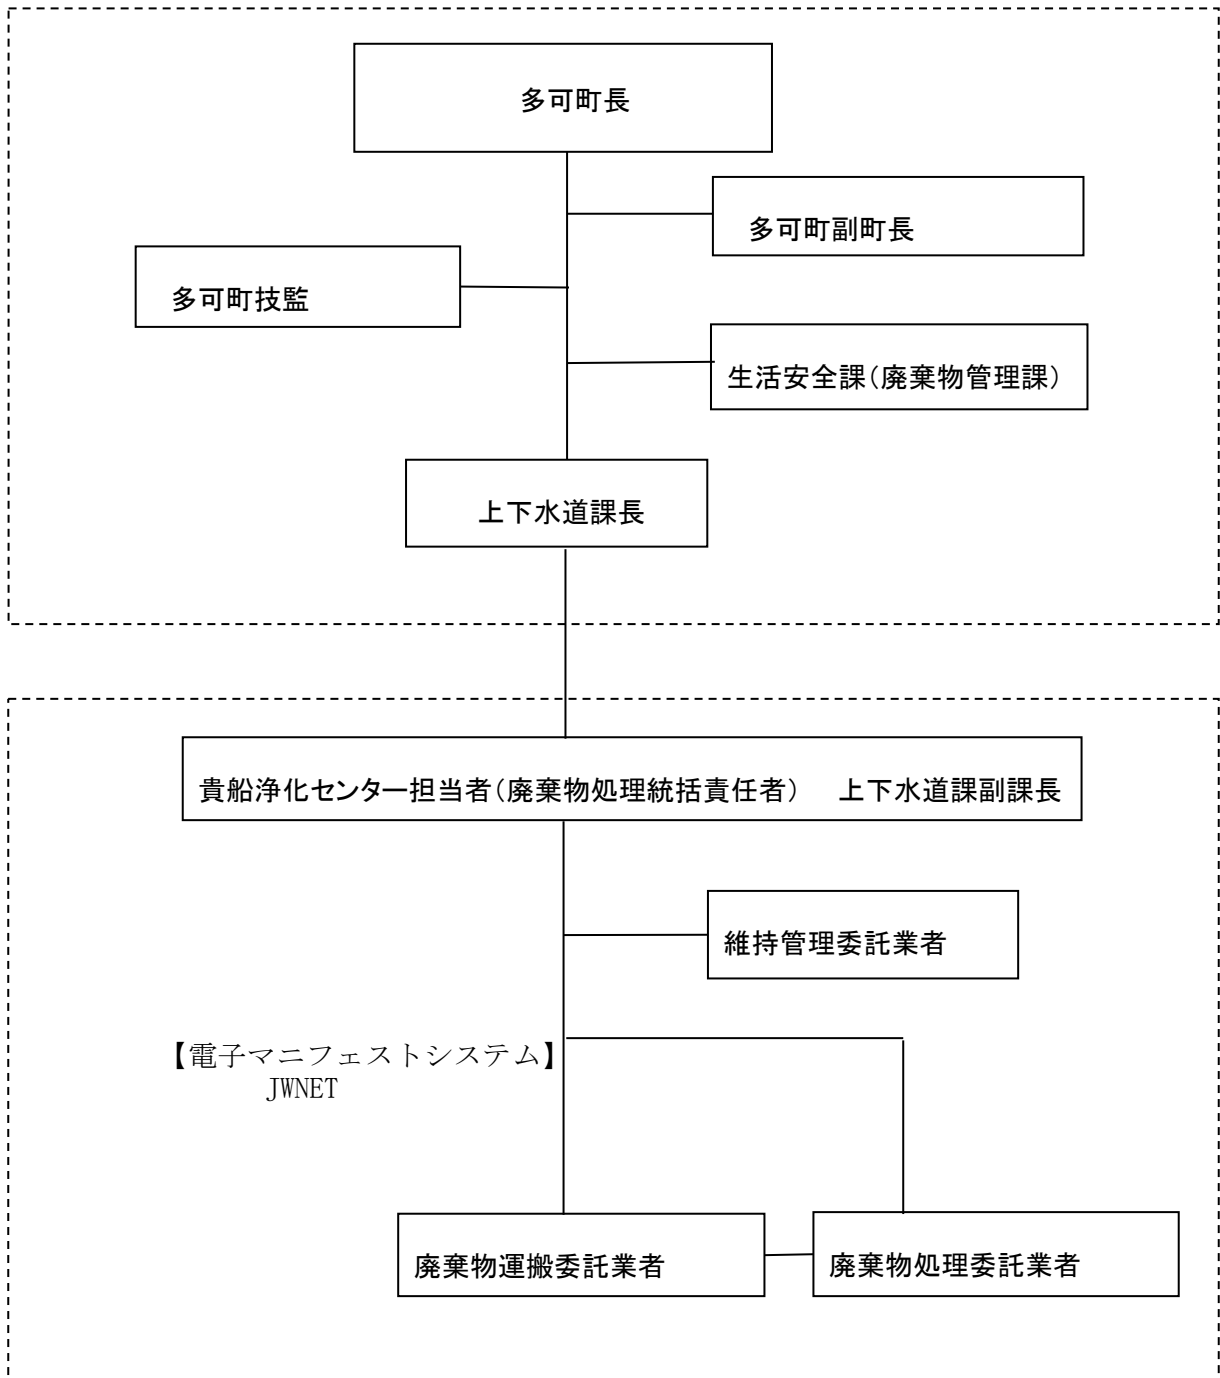 多可町長
多可町副町長
多可町技監
生活安全課（廃棄物管理課）
上下水道課長
貴船浄化センター担当者（廃棄物処理統括責任者）　上下水道課副課長
維持管理委託業者
【電子マニフェストシステム】
JWNET
廃棄物運搬委託業者
廃棄物処理委託業者